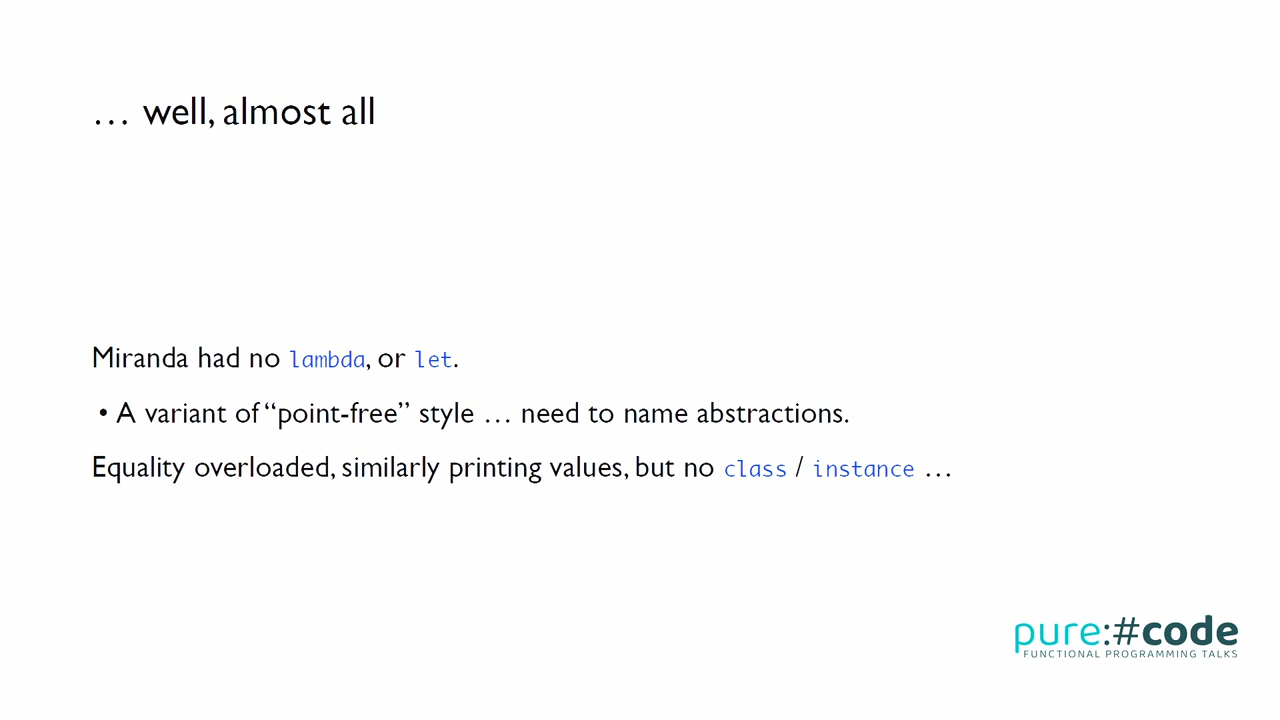 … well, almost all
Miranda had no lambda, or let.
• A variant of “point-free” style … need to name abstractions.
Equality overloaded, similarly printing values, but no class / instance …
pure:#code
FUNCTIONAL PROGRAMMING TALKS